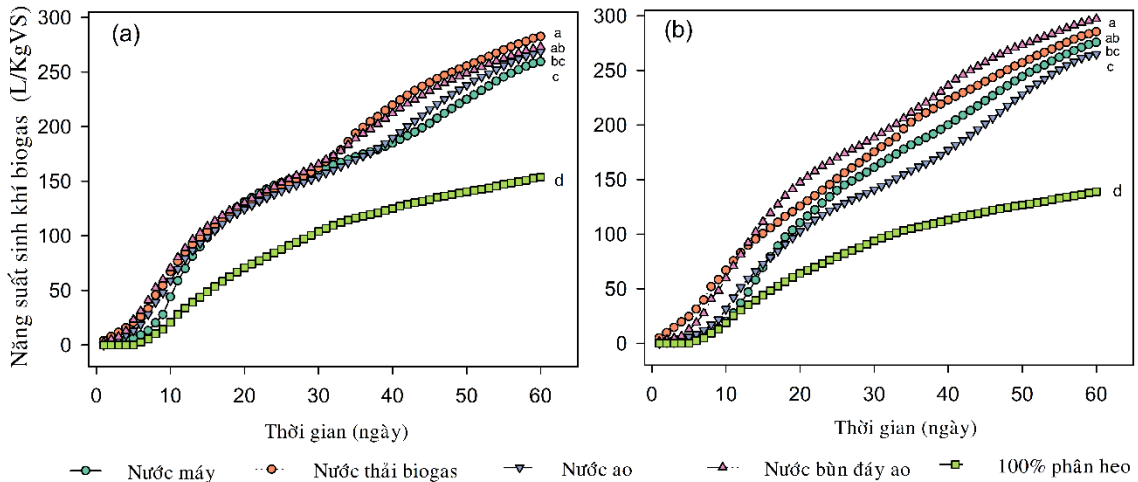 Năng suất sinh khí biogas (L/KgVS)
(a)
300
250
200
150
100
50
0
a
ab
bc
c
d
0 10 20 30 40 50 60
Thời gian (ngày)
(b)
300
250
200
150
100
50
0
a
ab
bc
c
d
0 10 20 30 40 50 60
Thời gian (ngày)
Nước máy Nước thải biogas Nước ao Nước bùn đáy ao 100% phân heo